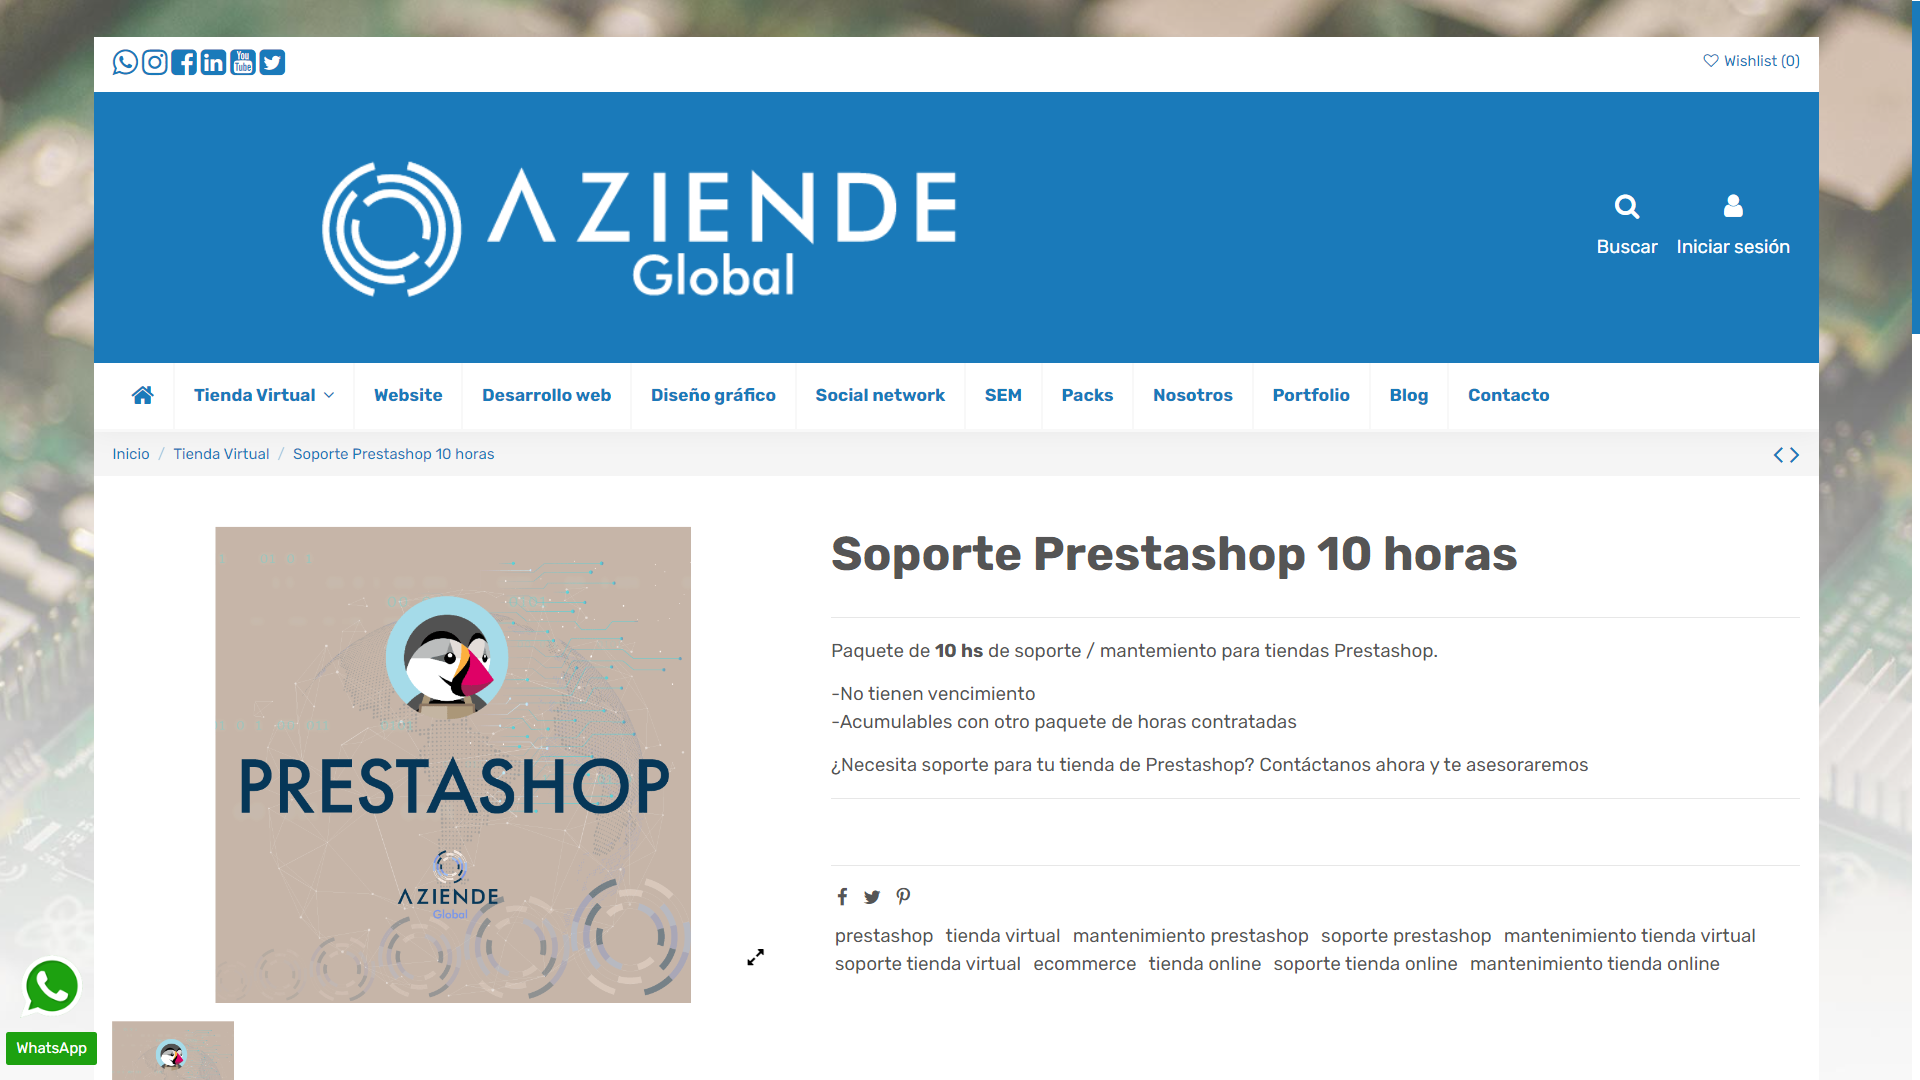 You Tube
Wishlist (0)
AZIENDE
Global
Buscar
Iniciar sesión
Tienda Virtual
Website
Desarrollo web
Diseño gráfico
Social network
SEM
Packs
Nosotros
Portfolio
Blog
Contacto
Inicio / Tienda Virtual / Soporte Prestashop 10 horas
PRESTASHOP
AZIENDE
Global
Soporte Prestashop 10 horas
Paquete de 10 hs de soporte / mantemiento para tiendas Prestashop.
-No tienen vencimiento
-Acumulables con otro paquete de horas contratadas
¿Necesita soporte para tu tienda de Prestashop? Contáctanos ahora y te asesoraremos
prestashop tienda virtual mantenimiento prestashop soporte prestashop mantenimiento tienda virtual
soporte tienda virtual ecommerce tienda online soporte tienda online mantenimiento tienda online
WhatsApp